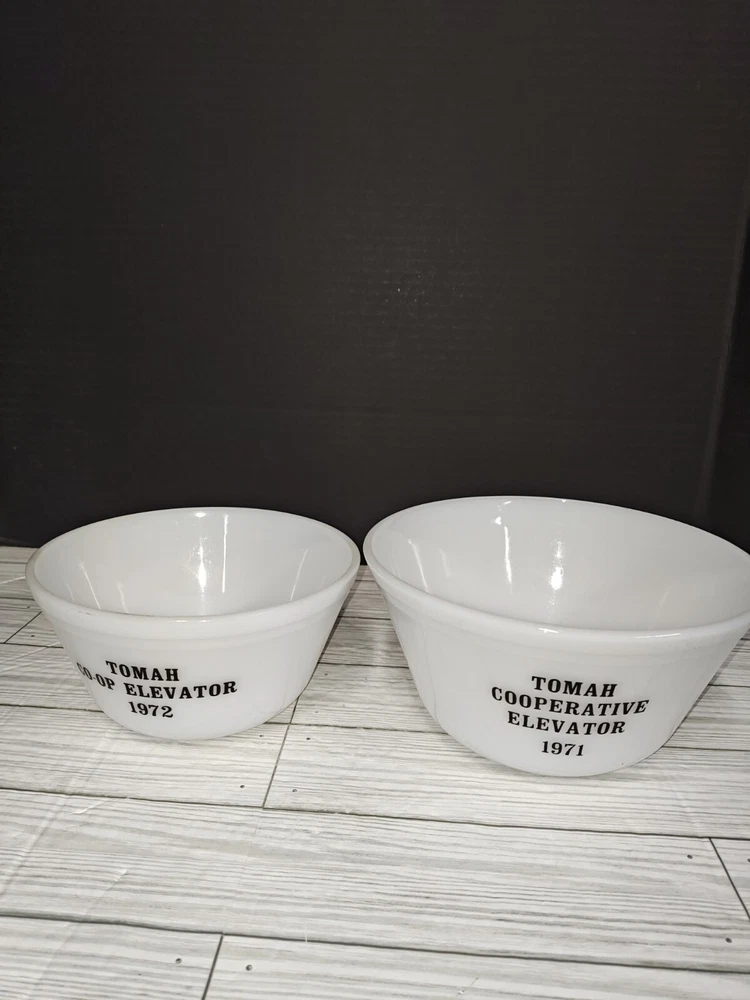 TOMAH
CO-OP ELEVATOR
1972
TOMAH
COOPERATIVE
ELEVATOR
1971